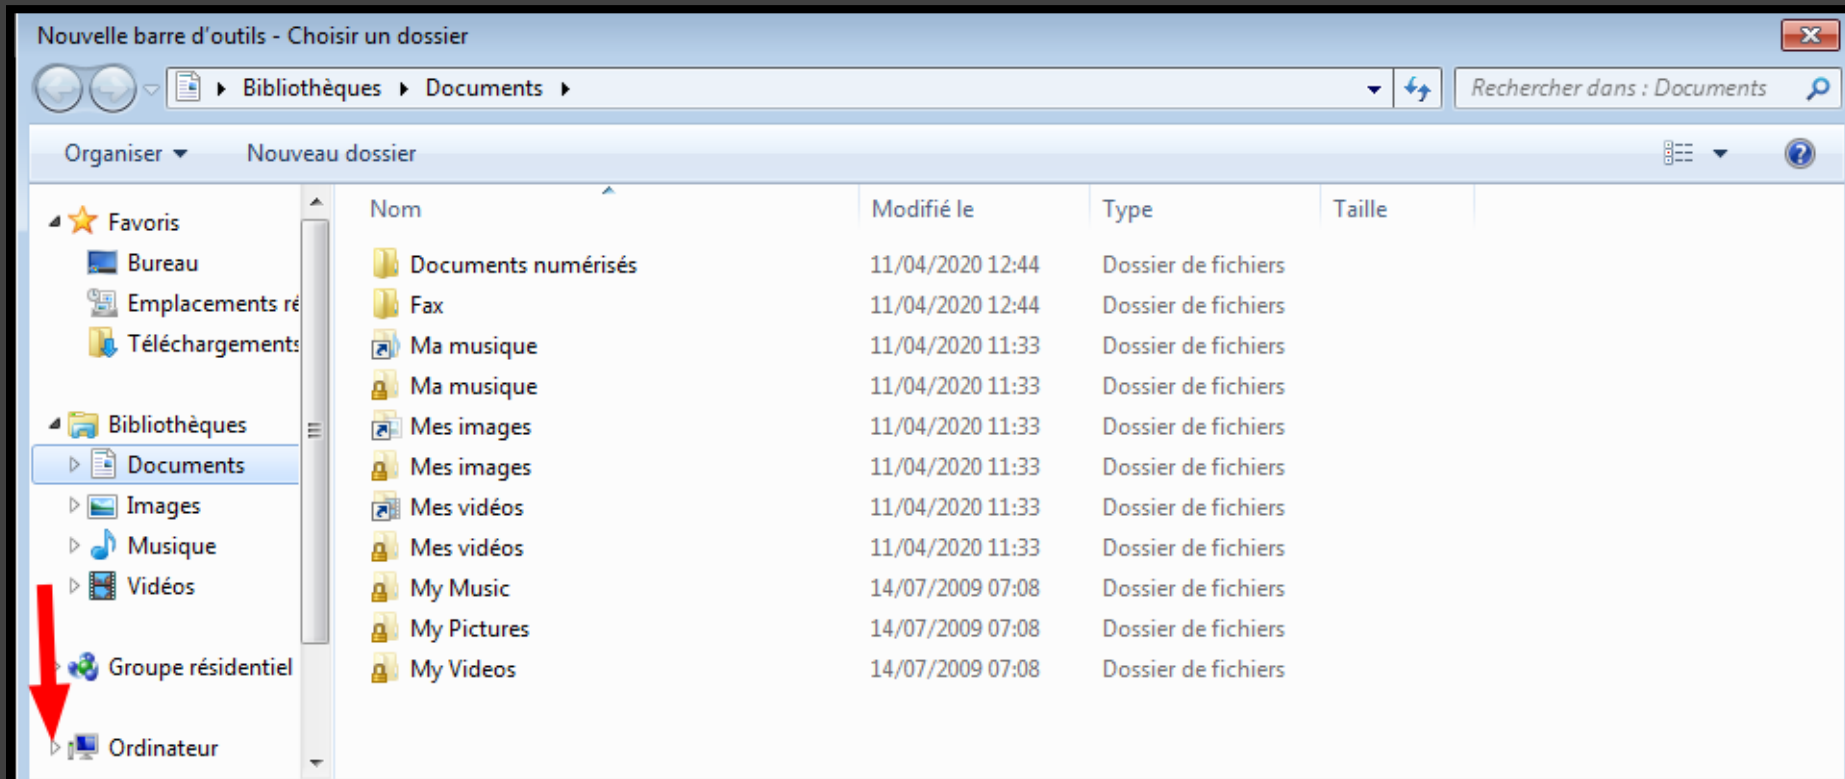 Nouvelle barre d'outils - Choisir un dossier
Bibliothèques Documents
Rechercher dans : Documents
Organiser Nouveau dossier
Favoris
Bureau
Emplacements ré
Téléchargements
Bibliothèques
Documents
Images
Musique
Vidéos
Groupe résidentiel
Ordinateur
Nom Modifié le Type Taille
Documents numérisés 11/04/2020 12:44 Dossier de fichiers
Fax 11/04/2020 12:44 Dossier de fichiers
Ma musique 11/04/2020 11:33 Dossier de fichiers
Ma musique 11/04/2020 11:33 Dossier de fichiers
Mes images 11/04/2020 11:33 Dossier de fichiers
Mes images 11/04/2020 11:33 Dossier de fichiers
Mes vidéos 11/04/2020 11:33 Dossier de fichiers
Mes vidéos 11/04/2020 11:33 Dossier de fichiers
My Music 14/07/2009 07:08 Dossier de fichiers
My Pictures 14/07/2009 07:08 Dossier de fichiers
My Videos 14/07/2009 07:08 Dossier de fichiers